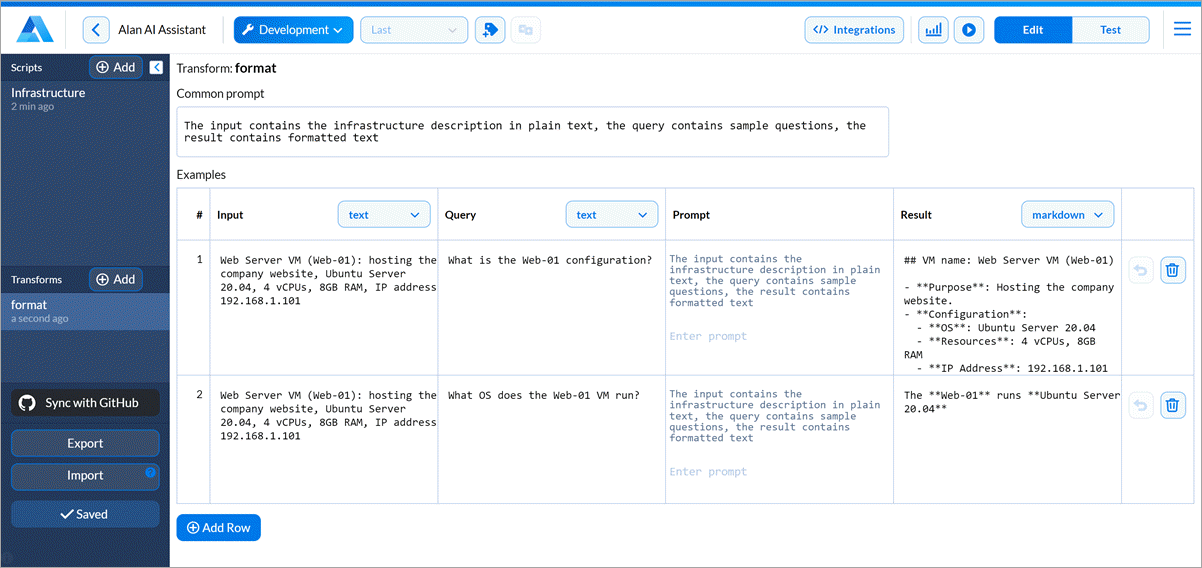 Alan AI Assistant
Development
Last
</> Integrations
Edit
Test
Scripts
Add
Infrastructure
2 min ago
Transforms
Add
format
a second ago
Sync with GitHub
Export
Import
Saved
Transform: format
Common prompt
The input contains the infrastructure description in plain text, the query contains sample questions, the
result contains formatted text
Examples
#
Input
text
Query
text
Prompt
Result
markdown
1
Web Server VM (Web-01): hosting the
company website, Ubuntu Server
20.04, 4 vCPUs, 8GB RAM, IP address
192.168.1.101
What is the Web-01 configuration?
The input contains the
infrastructure description in plain
text, the query contains sample
questions, the result contains
formatted text
Enter prompt
## VM name: Web Server VM (Web-01)
- **Purpose**: Hosting the company
website.
- **Configuration**:
- **OS**: Ubuntu Server 20.04
- **Resources**: 4 vCPUs, 8GB
RAM
- **IP Address**: 192.168.1.101
2
Web Server VM (Web-01): hosting the
company website, Ubuntu Server
20.04, 4 vCPUs, 8GB RAM, IP address
192.168.1.101
What OS does the Web-01 VM run?
The input contains the
infrastructure description in plain
text, the query contains sample
questions, the result contains
formatted text
Enter prompt
The **Web-01** runs **Ubuntu Server
20.04**
Add Row